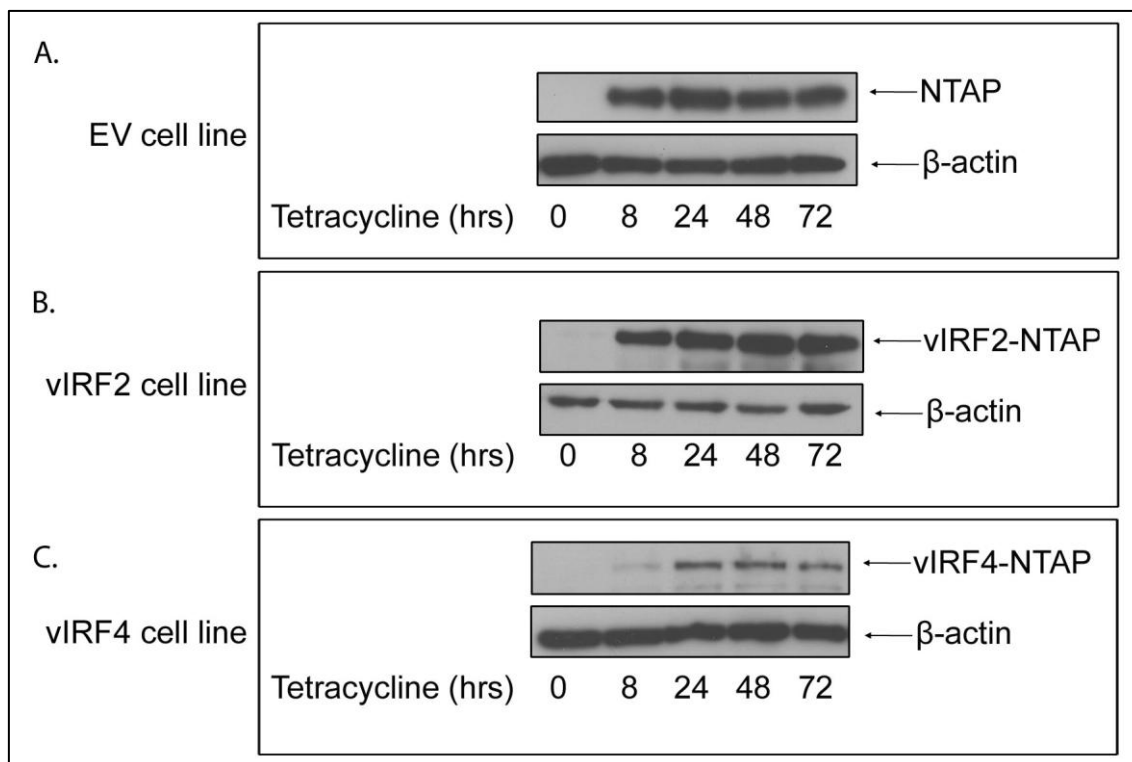 A.
EV cell line
NTAP
β-actin
Tetracycline (hrs) 0 8 24 48 72
B.
vIRF2 cell line
vIRF2-NTAP
β-actin
Tetracycline (hrs) 0 8 24 48 72
C.
vIRF4 cell line
vIRF4-NTAP
β-actin
Tetracycline (hrs) 0 8 24 48 72